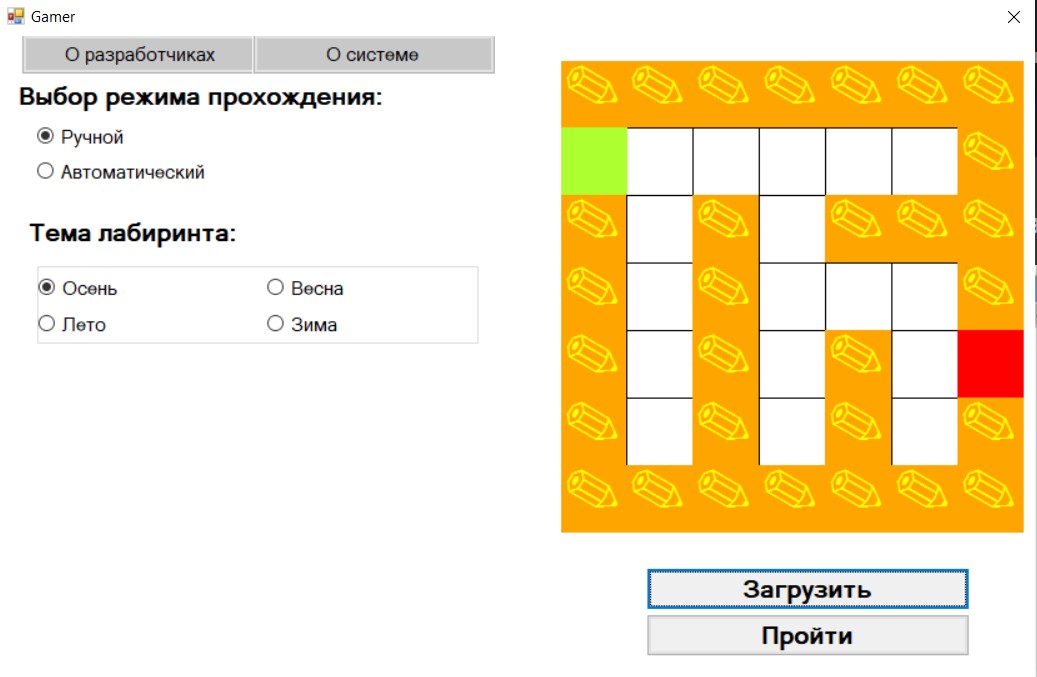 Gamer
О разработчиках
О системе
Выбор режима прохождения:
Ручной
Автоматический
Тема лабиринта:
Осень
Весна
Лето
Зима
Загрузить
Пройти